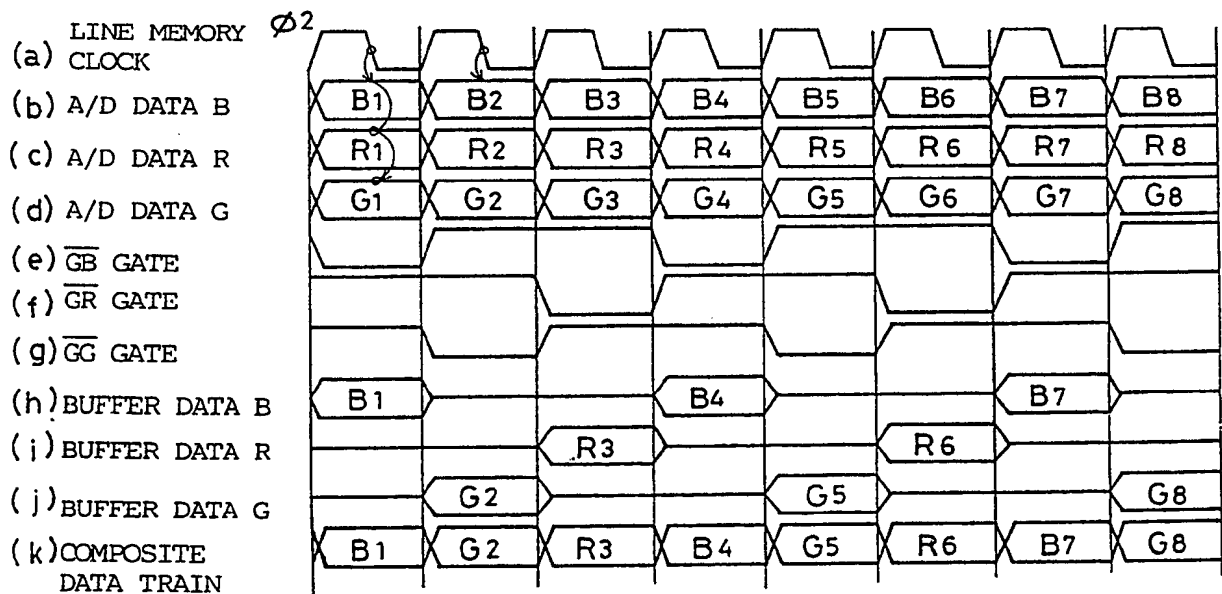 LINE MEMORY Ø2
(a) CLOCK
(b) A/D DATA B B1 B2 B3 B4 B5 B6 B7 B8
(c) A/D DATA R R1 R2 R3 R4 R5 R6 R7 R8
(d) A/D DATA G G1 G2 G3 G4 G5 G6 G7 G8
(e) GB GATE
(f) GR GATE
(g) GG GATE
(h) BUFFER DATA B B1 B4 B7
(i) BUFFER DATA R R3 R6
(j) BUFFER DATA G G2 G5 G8
(k) COMPOSITE B1 G2 R3 B4 G5 R6 B7 G8
DATA TRAIN